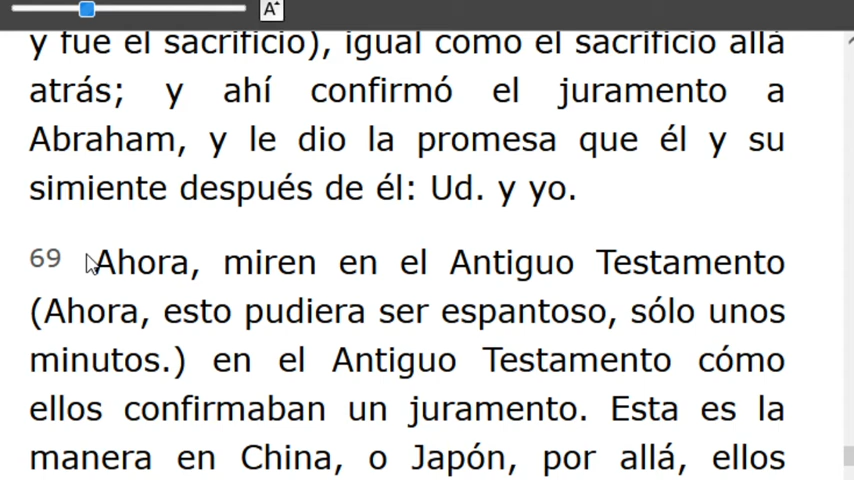 A
y fue el sacrificio), igual como el sacrificio allá
atrás; y ahí confirmó el juramento a
Abraham, y le dio la promesa que él y su
simiente después de él: Ud. y yo.
69 Ahora, miren en el Antiguo Testamento
(Ahora, esto pudiera ser espantoso, sólo unos
minutos.) en el Antiguo Testamento cómo
ellos confirmaban un juramento. Esta es la
manera en China, o Japón, por allá, ellos